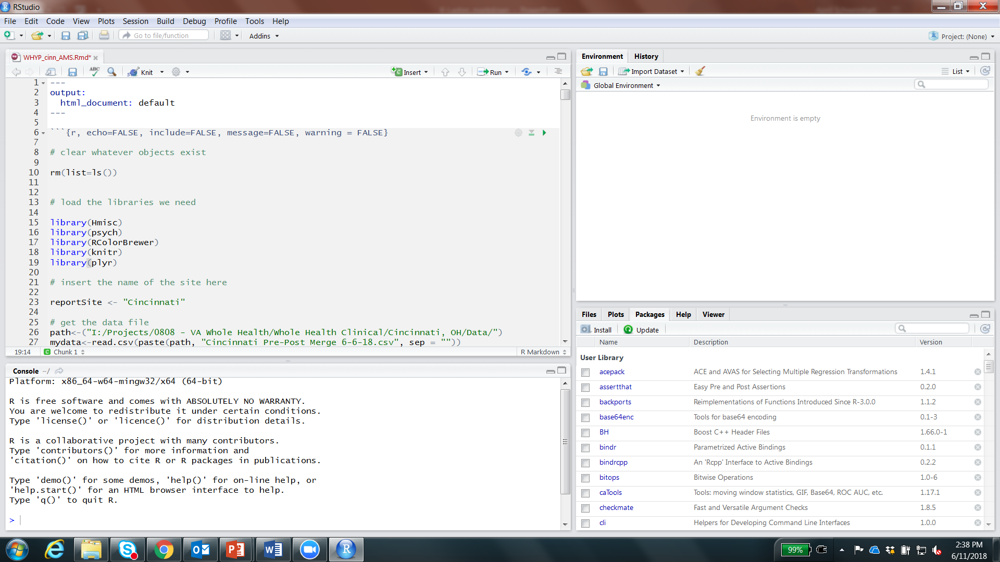 RStudio
File Edit Code View Plots Session Build Debug Profile Tools Help
Go to file/function Addins Project: (None)
WHYP_cinn_AMS.Rmd*
ABC Knit Insert Run
1 ---
2 output:
3   html_document: default
4 ---
5
6 ```{r, echo=FALSE, include=FALSE, message=FALSE, warning = FALSE}
7
8 # clear whatever objects exist
9
10 rm(list=ls())
11
12
13 # load the libraries we need
14
15 library(Hmisc)
16 library(psych)
17 library(RColorBrewer)
18 library(knitr)
19 library(plyr)
20
21 # insert the name of the site here
22
23 reportSite <- "Cincinnati"
24
25 # get the data file
26 path<-("I:/Projects/0808 - VA Whole Health/Whole Health Clinical/Cincinnati, OH/Data/")
27 mydata<-read.csv(paste(path, "Cincinnati Pre-Post Merge 6-6-18.csv", sep = ""))
19:14 C Chunk 1 R Markdown
Console ~/
Platform: x86_64-w64-mingw32/x64 (64-bit)
R is free software and comes with ABSOLUTELY NO WARRANTY.
You are welcome to redistribute it under certain conditions.
Type 'license()' or 'licence()' for distribution details.
R is a collaborative project with many contributors.
Type 'contributors()' for more information and
'citation()' on how to cite R or R packages in publications.
Type 'demo()' for some demos, 'help()' for on-line help, or
'help.start()' for an HTML browser interface to help.
Type 'q()' to quit R.
>
Environment History
Import Dataset List
Global Environment
Environment is empty
Files Plots Packages Help Viewer
Install Update
Name Description Version
User Library
acepack ACE and AVAS for Selecting Multiple Regression Transformations 1.4.1
assertthat Easy Pre and Post Assertions 0.2.0
backports Reimplementations of Functions Introduced Since R-3.0.0 1.1.2
base64enc Tools for base64 encoding 0.1-3
BH Boost C++ Header Files 1.66.0-1
bindr Parametrized Active Bindings 0.1.1
bindrcpp An 'Rcpp' Interface to Active Bindings 0.2.2
bitops Bitwise Operations 1.0-6
caTools Tools: moving window statistics, GIF, Base64, ROC AUC, etc. 1.17.1
checkmate Fast and Versatile Argument Checks 1.8.5
cli Helpers for Developing Command Line Interfaces 1.0.0
99%
2:38 PM
6/11/2018